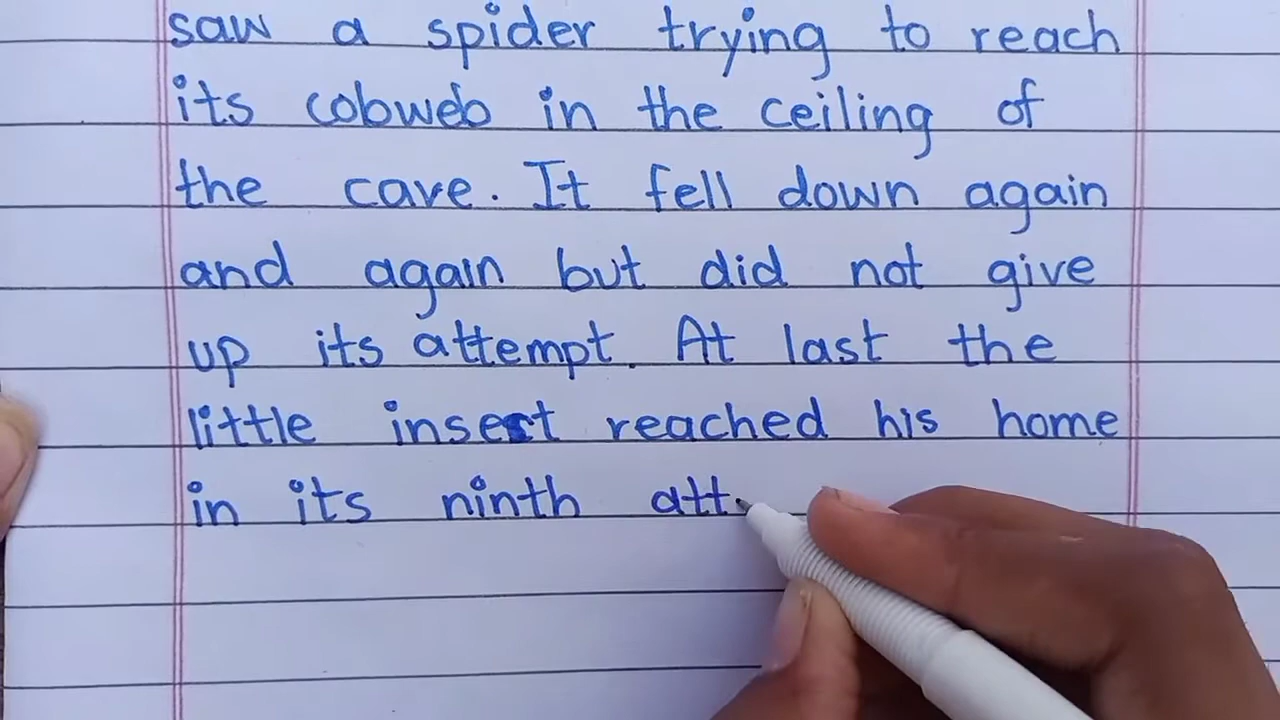 saw a spider trying to reach
its cobweb in the ceiling of
the cave. It fell down again
and again but did not give
up its attempt. At last the
little insect reached his home
in its ninth att